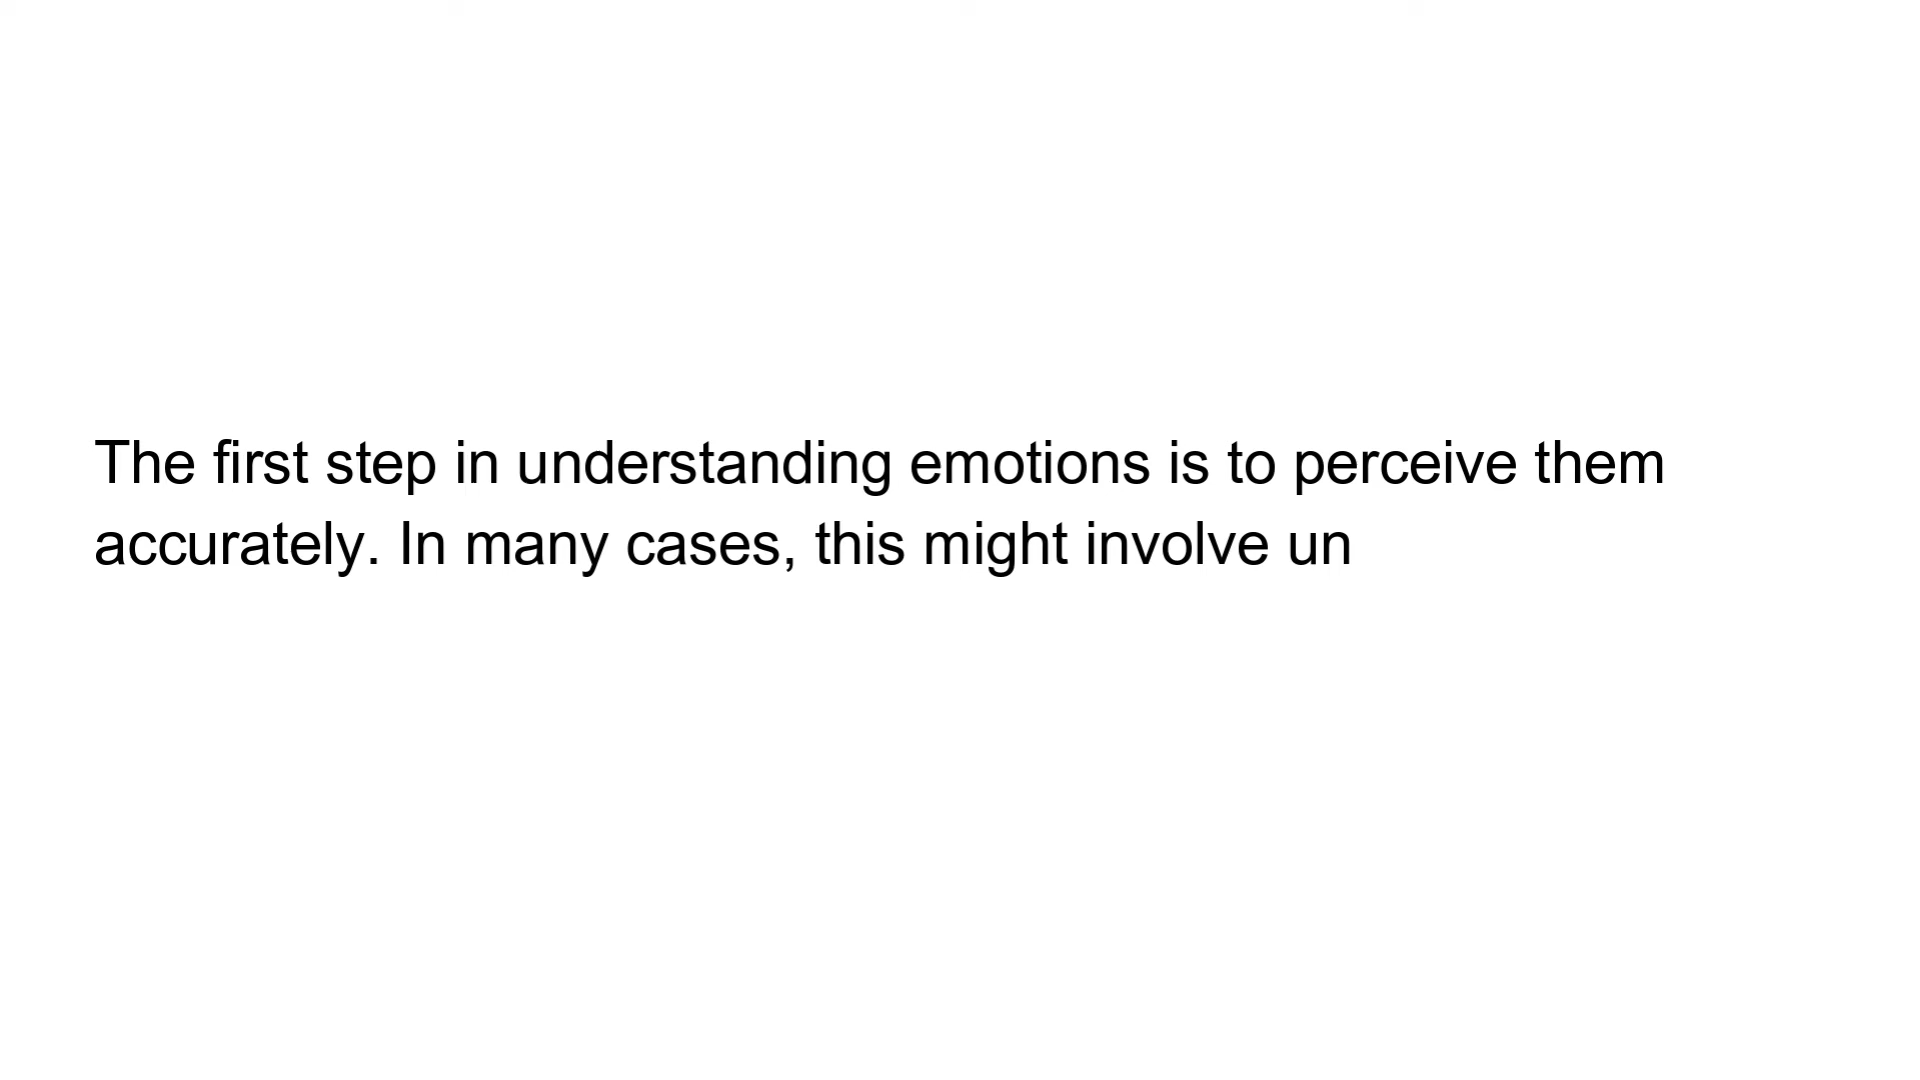 The first step in understanding emotions is to perceive them
accurately. In many cases, this might involve un